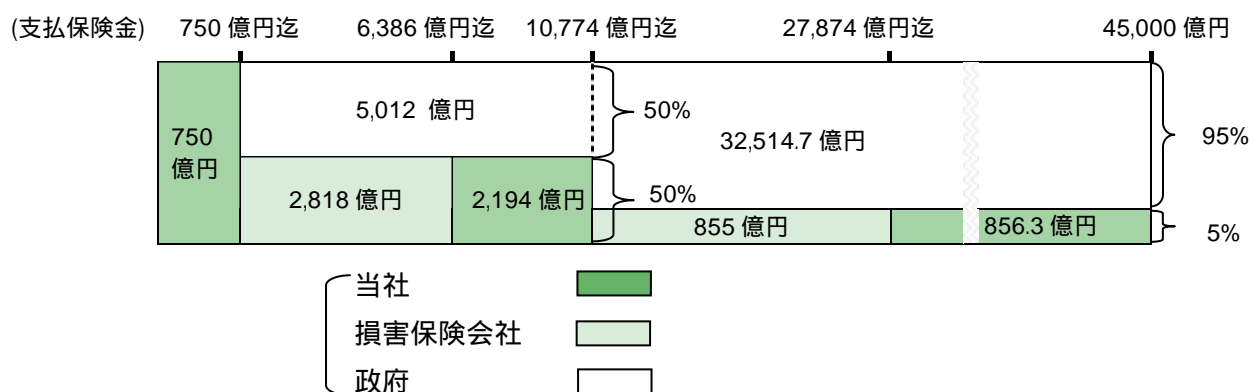 (支払保険金) 750 億円迄 6,386 億円迄 10,774 億円迄 27,874 億円迄 45,000 億円
5,012 億円
50%
750
億円
32,514.7 億円
95%
2,818 億円
2,194 億円
50%
855 億円
856.3 億円
5%
当社
損害保険会社
政府